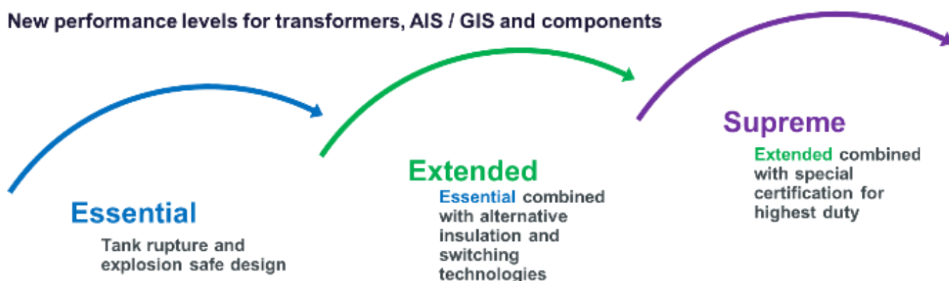 New performance levels for transformers, AIS / GIS and components
Essential
Tank rupture and
explosion safe design
Extended
Essential combined
with alternative
insulation and
switching
technologies
Supreme
Extended combined
with special
certification for
highest duty